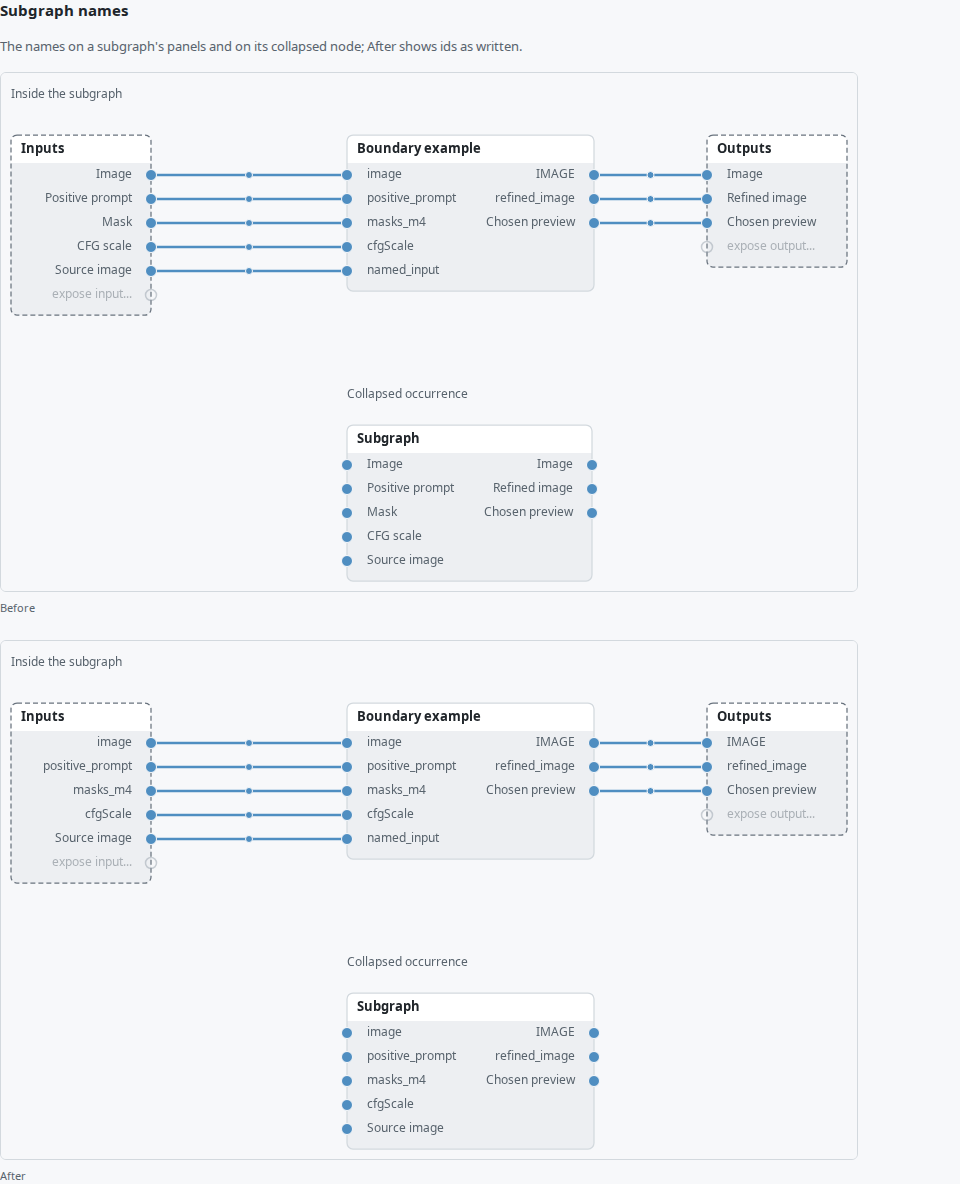 Subgraph names
The names on a subgraph's panels and on its collapsed node; After shows ids as written.
Inside the subgraph
Inputs
Image
Positive prompt
Mask
CFG scale
Source image
expose input...
Boundary example
image IMAGE
positive_prompt refined_image
masks_m4 Chosen preview
cfgScale
named_input
Outputs
Image
Refined image
Chosen preview
expose output...
Collapsed occurrence
Subgraph
Image Image
Positive prompt Refined image
Mask Chosen preview
CFG scale
Source image
Before
Inside the subgraph
Inputs
image
positive_prompt
masks_m4
cfgScale
Source image
expose input...
Boundary example
image IMAGE
positive_prompt refined_image
masks_m4 Chosen preview
cfgScale
named_input
Outputs
IMAGE
refined_image
Chosen preview
expose output...
Collapsed occurrence
Subgraph
image IMAGE
positive_prompt refined_image
masks_m4 Chosen preview
cfgScale
Source image
After